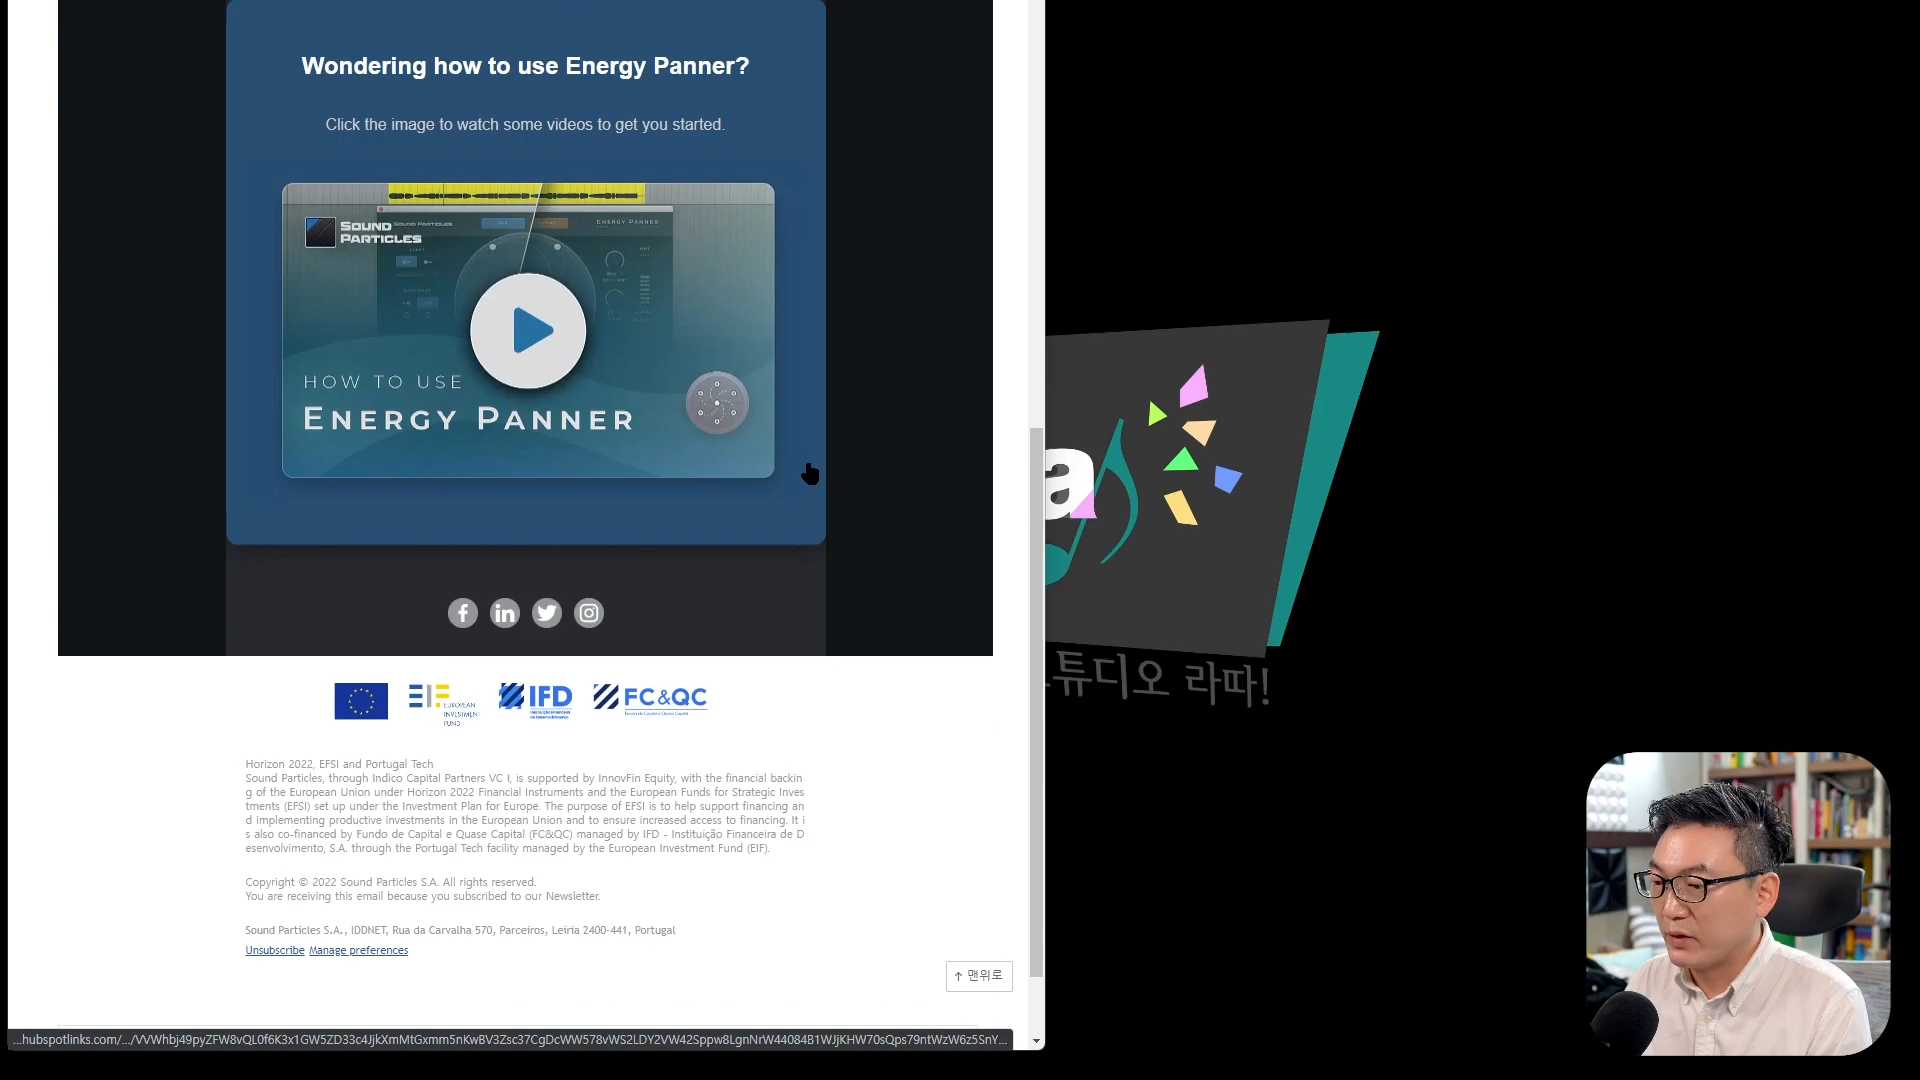 Wondering how to use Energy Panner?
Click the image to watch some videos to get you started.
SOUND PARTICLES
SOUND PARTICLES
ENERGY PANNER
HOW TO USE
ENERGY PANNER
a
튜디오 라따!
EUROPEAN
INVESTMENT
FUND
IFD
FC&QC
Horizon 2022, EFSI and Portugal Tech
Sound Particles, through Indico Capital Partners VC I, is supported by InnovFin Equity, with the financial backin
g of the European Union under Horizon 2022 Financial Instruments and the European Funds for Strategic Inves
tments (EFSI) set up under the Investment Plan for Europe. The purpose of EFSI is to help support financing an
d implementing productive investments in the European Union and to ensure increased access to financing. It i
s also co-financed by Fundo de Capital e Quase Capital (FC&QC) managed by IFD - Instituição Financeira de D
esenvolvimento, S.A. through the Portugal Tech facility managed by the European Investment Fund (EIF).
Copyright © 2022 Sound Particles S.A. All rights reserved.
You are receiving this email because you subscribed to our Newsletter.
Sound Particles S.A., IDDNET, Rua da Carvalha 570, Parceiros, Leiria 2400-441, Portugal
Unsubscribe Manage preferences
↑ 맨위로